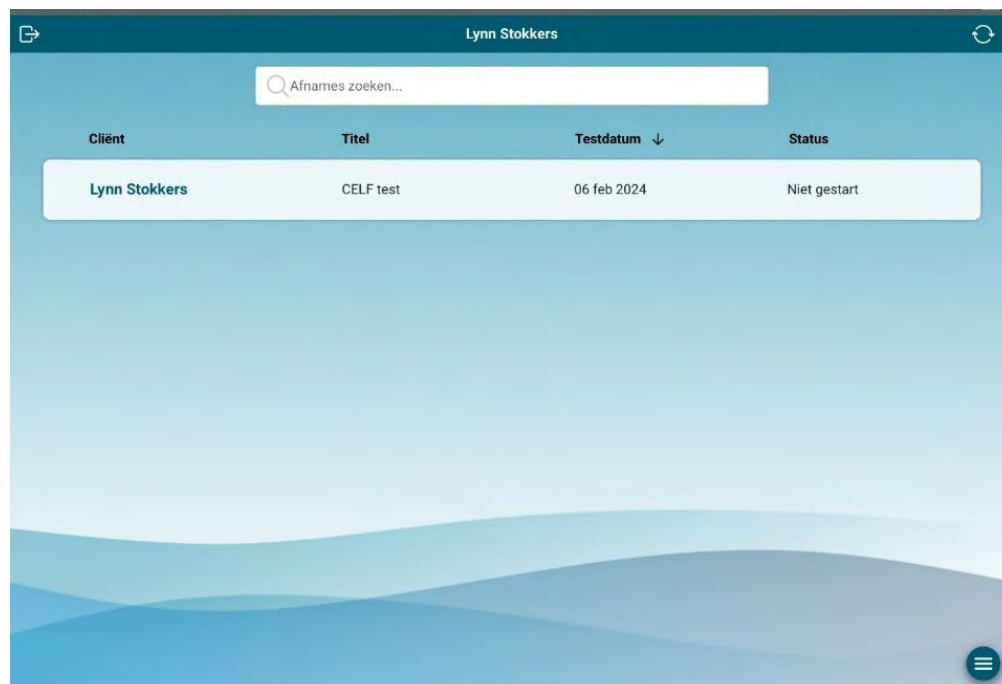 Lynn Stokkers
Afnames zoeken...
Cliënt Titel Testdatum Status
Lynn Stokkers CELF test 06 feb 2024 Niet gestart